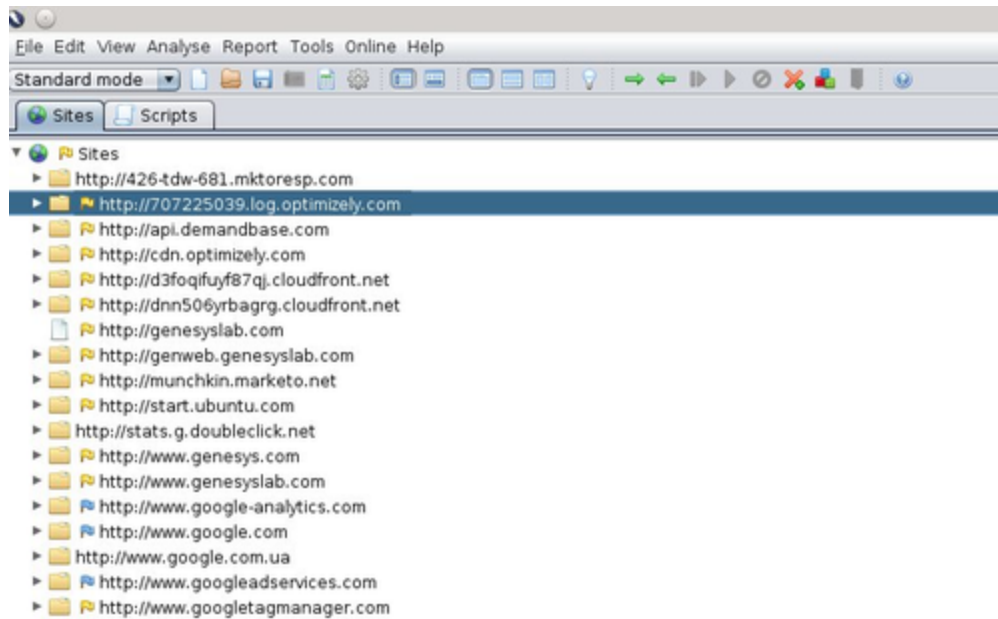 File Edit View Analyse Report Tools Online Help
Standard mode
Sites Scripts
Sites
http://426-tdw-681.mktoresp.com
http://707225039.log.optimizely.com
http://api.demandbase.com
http://cdn.optimizely.com
http://d3foqifuyf87qj.cloudfront.net
http://dnn506yrbagrg.cloudfront.net
http://genesyslab.com
http://genweb.genesyslab.com
http://munchkin.marketo.net
http://start.ubuntu.com
http://stats.g.doubleclick.net
http://www.genesys.com
http://www.genesyslab.com
http://www.google-analytics.com
http://www.google.com
http://www.google.com.ua
http://www.googleadservices.com
http://www.googletagmanager.com